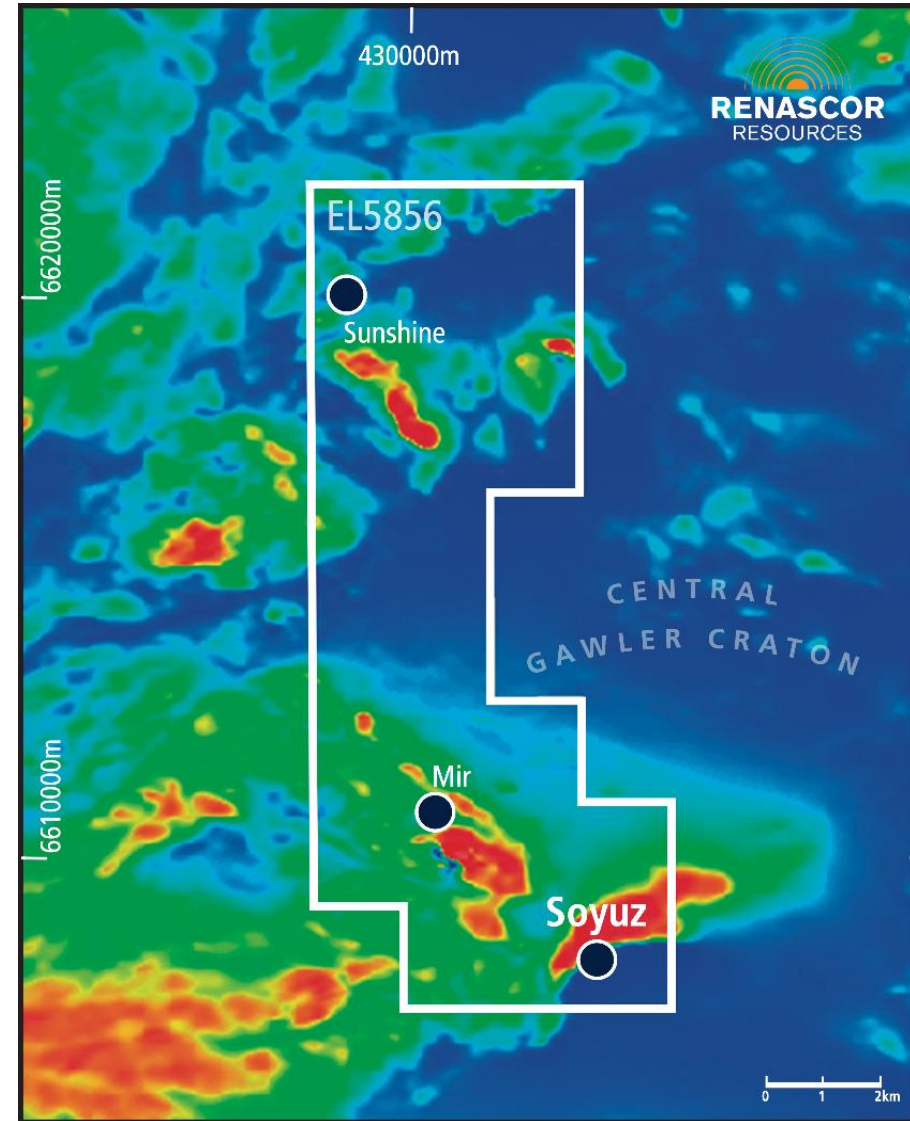 430000m
RENASCOR
RESOURCES
6620000m
EL5856
Sunshine
CENTRAL
GAWLER CRATON
6610000m
Mir
Soyuz
0 1 2km